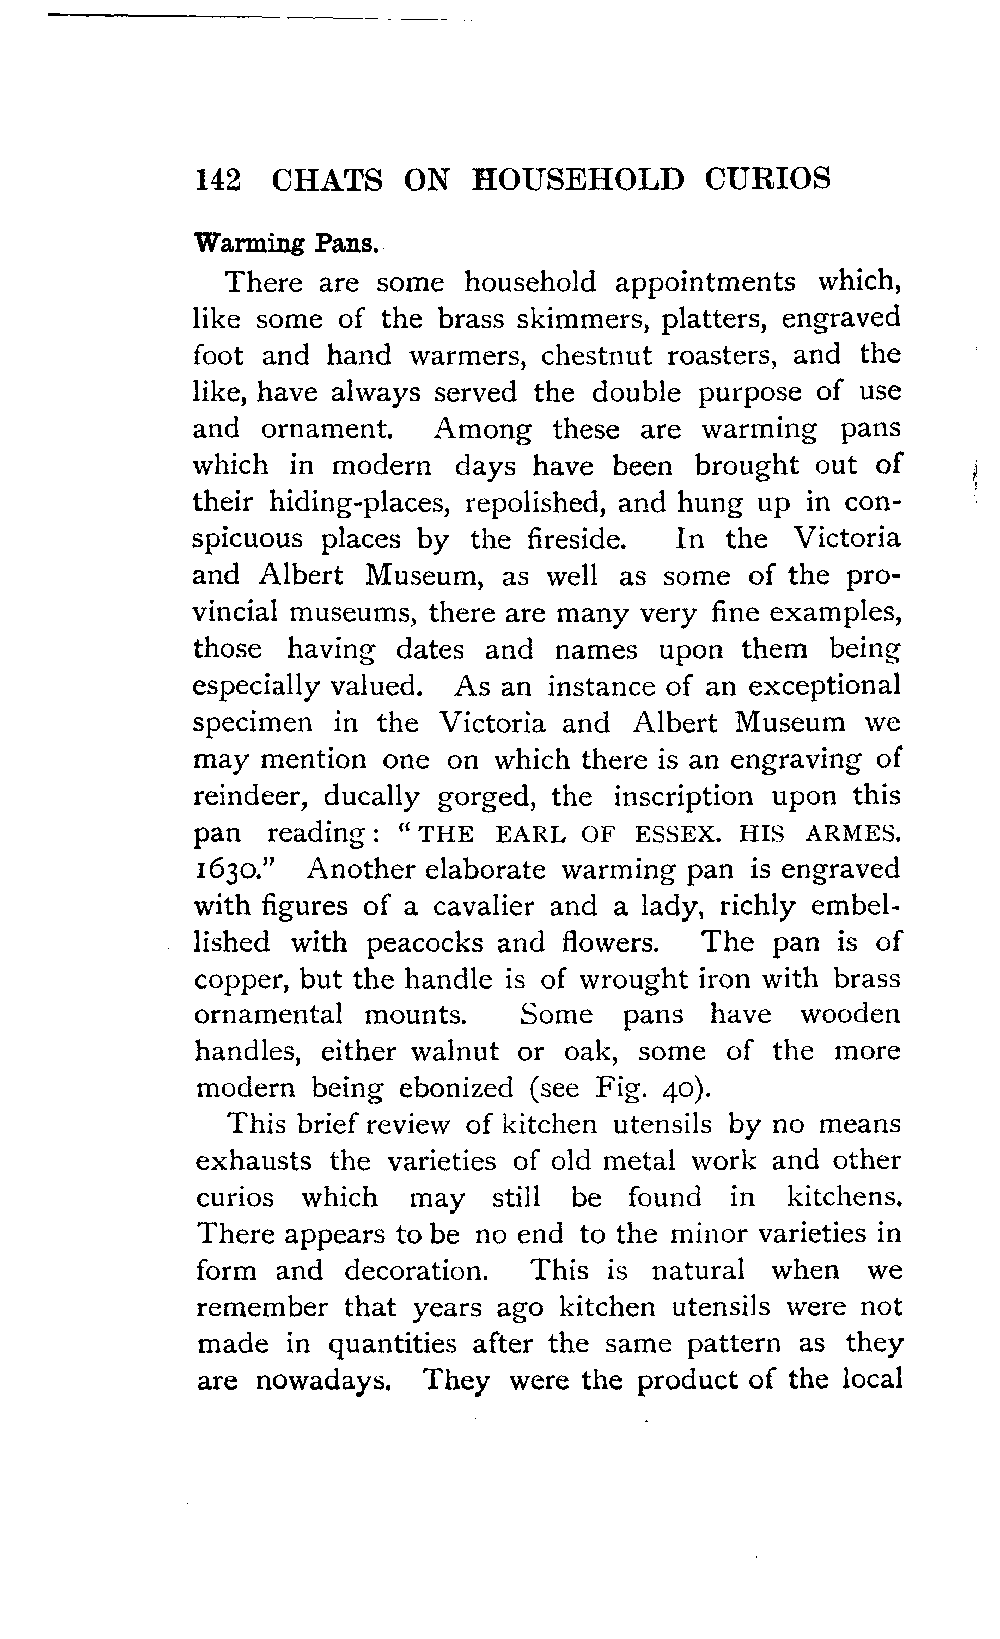 142 CHATS ON HOUSEHOLD CURIOS
Warming Pans.
There are some household appointments which,
like some of the brass skimmers, platters, engraved
foot and hand warmers, chestnut roasters, and the
like, have always served the double purpose of use
and ornament. Among these are warming pans
which in modern days have been brought out of
their hiding-places, repolished, and hung up in con-
spicuous places by the fireside. In the Victoria
and Albert Museum, as well as some of the pro-
vincial museums, there are many very fine examples,
those having dates and names upon them being
especially valued. As an instance of an exceptional
specimen in the Victoria and Albert Museum we
may mention one on which there is an engraving of
reindeer, ducally gorged, the inscription upon this
pan reading: “THE EARL OF ESSEX. HIS ARMES.
1630.” Another elaborate warming pan is engraved
with figures of a cavalier and a lady, richly embel-
lished with peacocks and flowers. The pan is of
copper, but the handle is of wrought iron with brass
ornamental mounts. Some pans have wooden
handles, either walnut or oak, some of the more
modern being ebonized (see Fig. 40).
This brief review of kitchen utensils by no means
exhausts the varieties of old metal work and other
curios which may still be found in kitchens.
There appears to be no end to the minor varieties in
form and decoration. This is natural when we
remember that years ago kitchen utensils were not
made in quantities after the same pattern as they
are nowadays. They were the product of the local